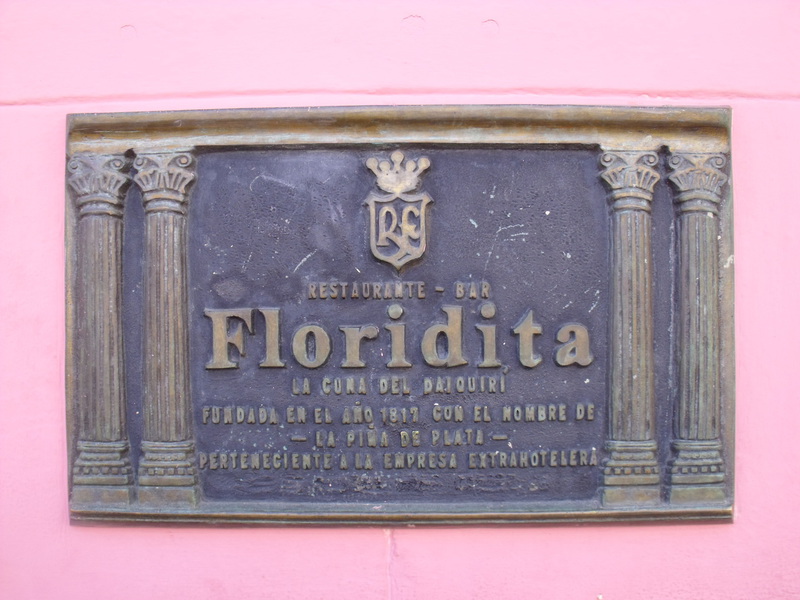 RF
RESTAURANTE - BAR
Floridita
LA CUNA DEL DAIQUIRI
FUNDADA EN EL AÑO 1817 CON EL NOMBRE DE
- LA PIÑA DE PLATA -
PERTENECIENTE A LA EMPRESA EXTRAHOTELERA